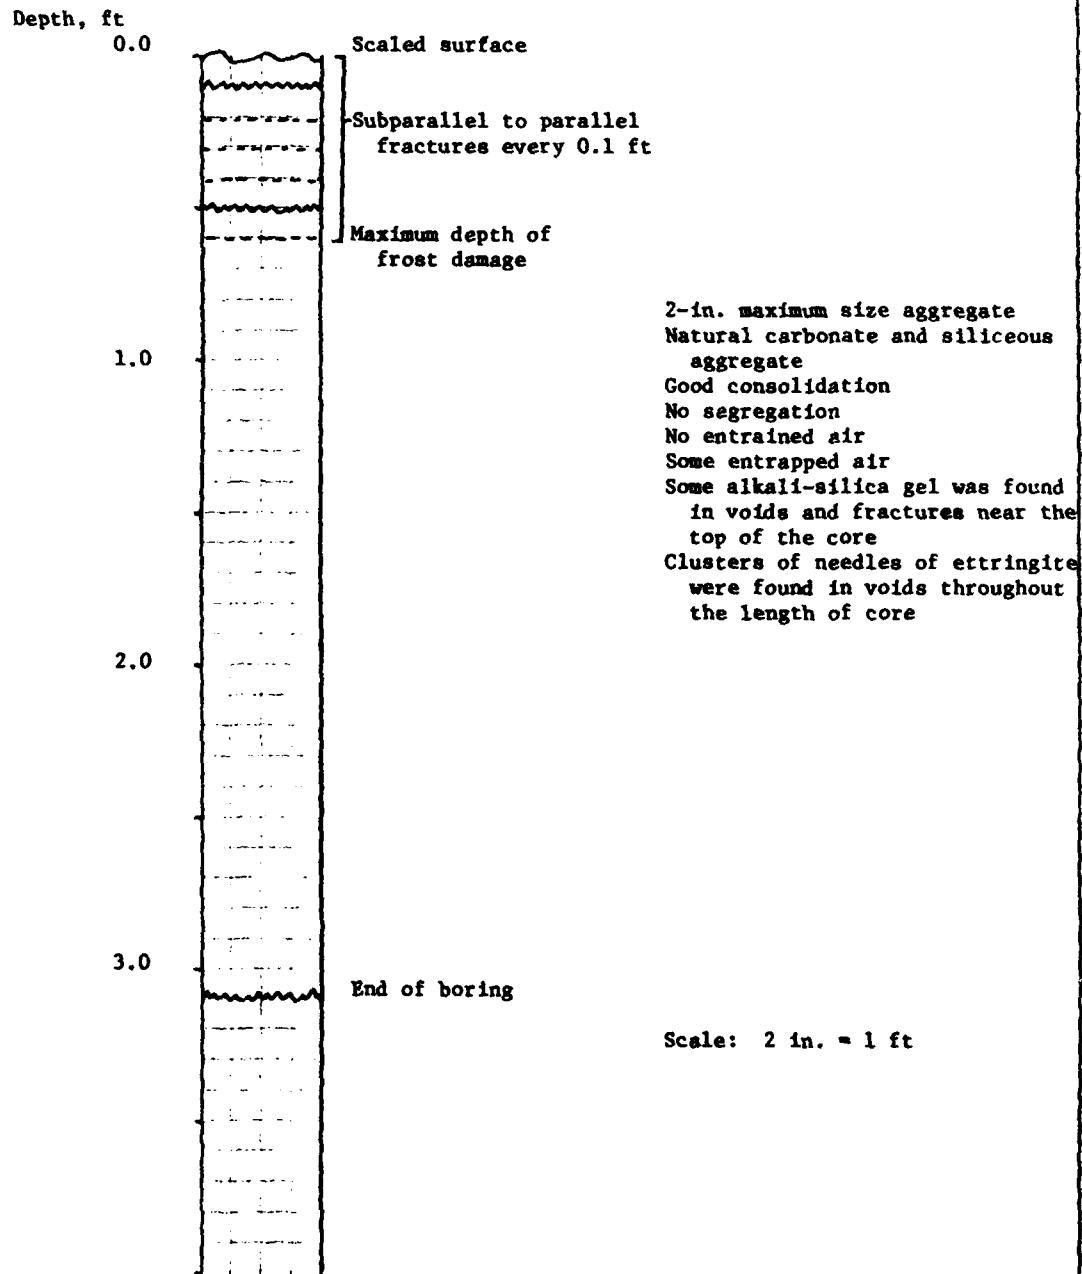 Depth, ft
0.0
Scaled surface
Subparallel to parallel
fractures every 0.1 ft
Maximum depth of
frost damage
2-in. maximum size aggregate
Natural carbonate and siliceous
aggregate
1.0
Good consolidation
No segregation
No entrained air
Some entrapped air
Some alkali-silica gel was found
in voids and fractures near the
top of the core
Clusters of needles of ettringite
were found in voids throughout
the length of core
2.0
3.0
End of boring
Scale: 2 in. = 1 ft